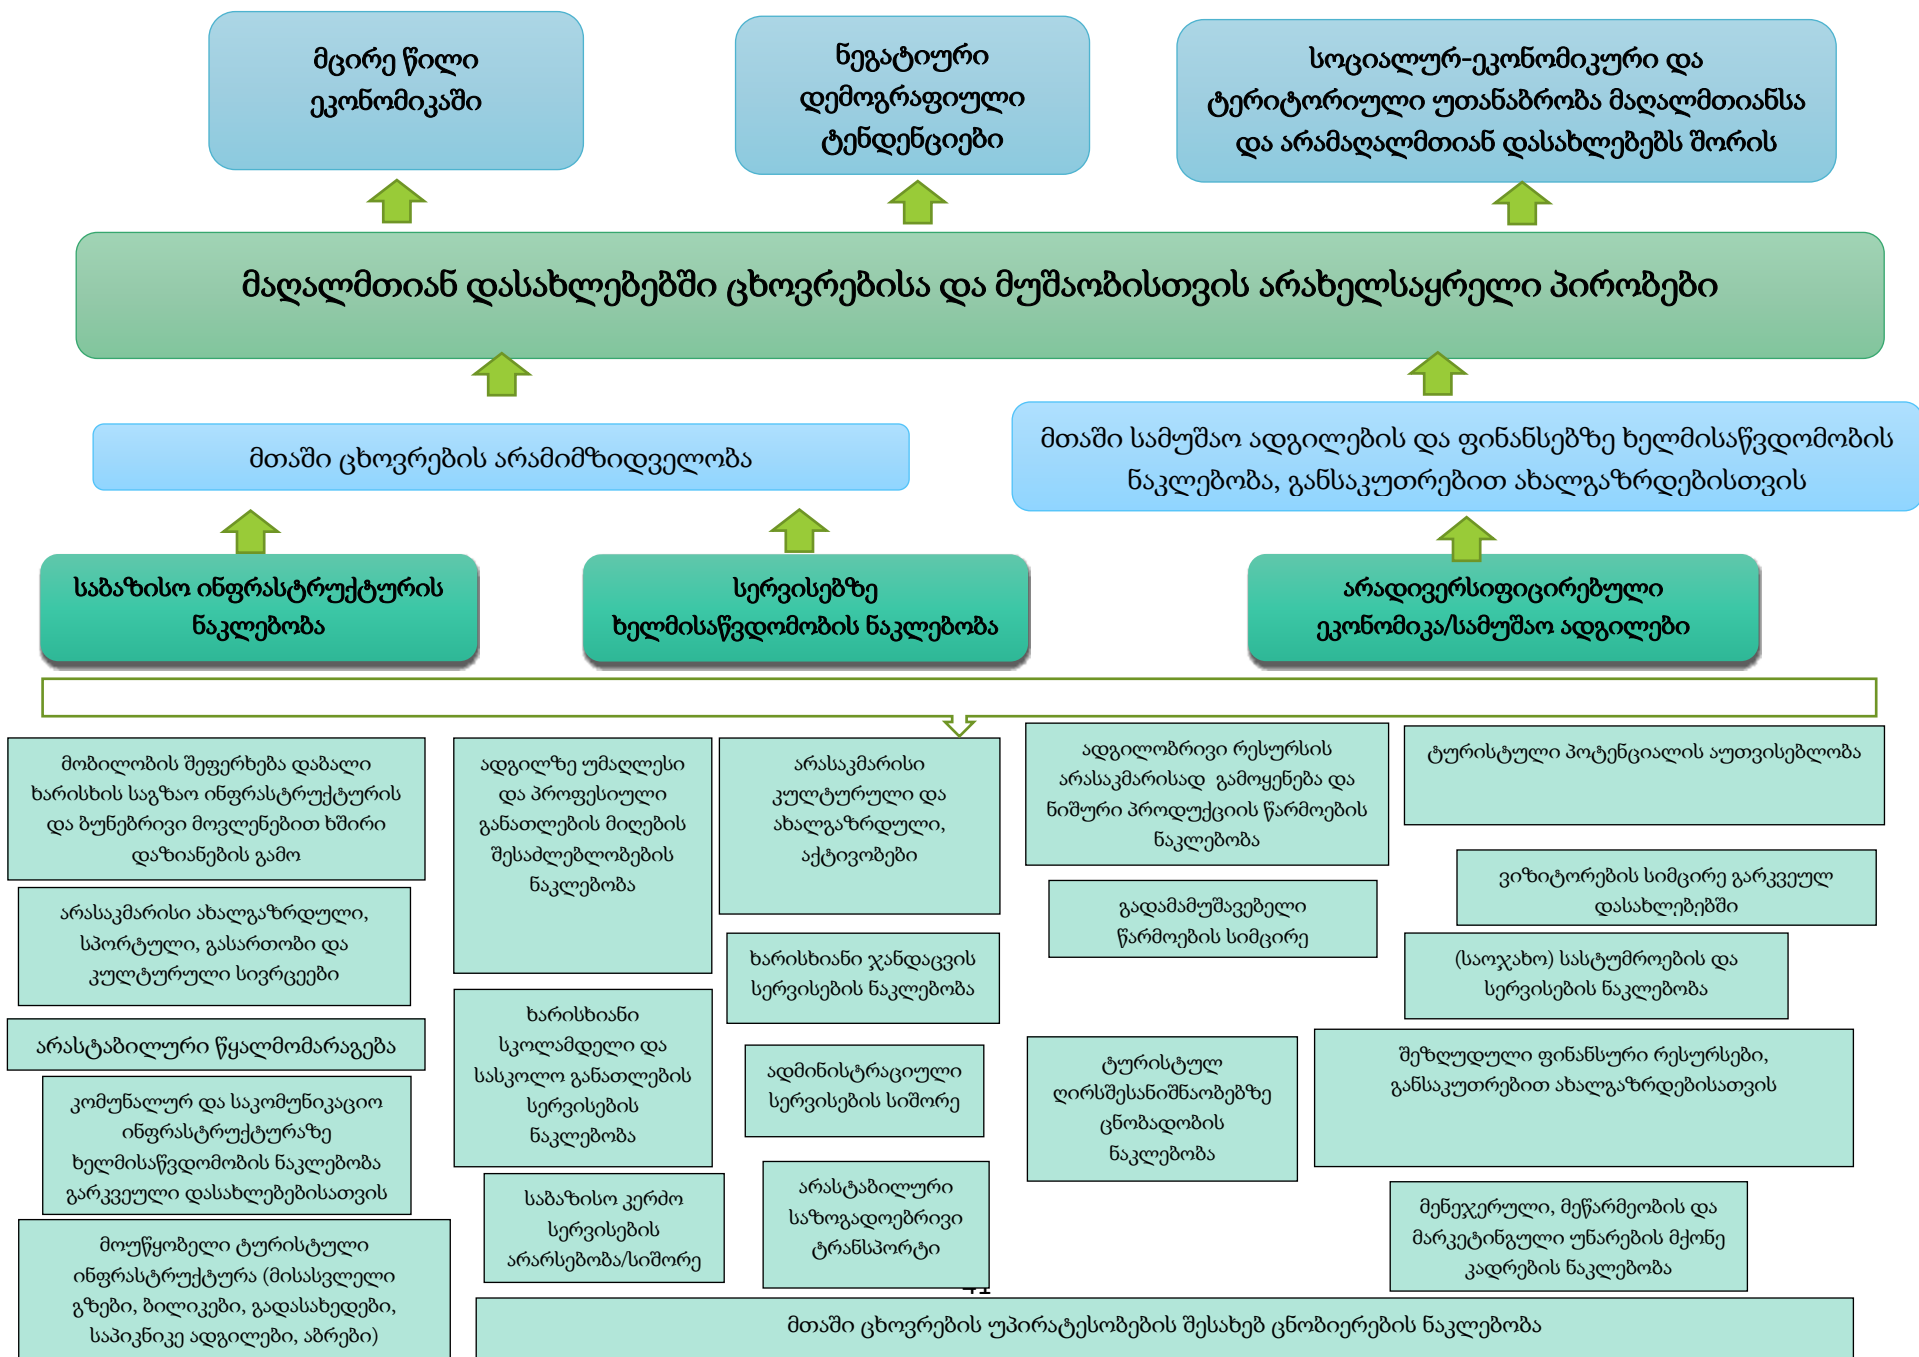 მცირე წილი
ეკონომიკაში
ნეგატიური
დემოგრაფიული
ტენდენციები
სოციალურ-ეკონომიკური და
ტერიტორიული უთანაბრობა მაღალმთიანსა
და არამაღალმთიან დასახლებებს შორის
მაღალმთიან დასახლებებში ცხოვრებისა და მუშაობისთვის არახელსაყრელი პირობები
მთაში ცხოვრების არამიმზიდველობა
მთაში სამუშაო ადგილების და ფინანსებზე ხელმისაწვდომობის
ნაკლებობა, განსაკუთრებით ახალგაზრდებისთვის
საბაზისო ინფრასტრუქტურის
ნაკლებობა
სერვისებზე
ხელმისაწვდომობის ნაკლებობა
არადივერსიფიცირებული
ეკონომიკა/სამუშაო ადგილები
მობილობის შეფერხება დაბალი
ხარისხის საგზაო ინფრასტრუქტურის
და ბუნებრივი მოვლენებით ხშირი
დაზიანების გამო
არასაკმარისი ახალგაზრდული,
სპორტული, გასართობი და
კულტურული სივრცეები
არასტაბილური წყალმომარაგება
კომუნალურ და საკომუნიკაციო
ინფრასტრუქტურაზე
ხელმისაწვდომობის ნაკლებობა
გარკვეული დასახლებებისათვის
მოუწყობელი ტურისტული
ინფრასტრუქტურა (მისასვლელი
გზები, ბილიკები, გადასახედები,
საპიკნიკე ადგილები, აბრები)
ადგილზე უმაღლესი
და პროფესიული
განათლების მიღების
შესაძლებლობების
ნაკლებობა
ხარისხიანი
სკოლამდელი და
სასკოლო განათლების
სერვისების
ნაკლებობა
საბაზისო კერძო
სერვისების
არარსებობა/სიშორე
არასაკმარისი
კულტურული და
ახალგაზრდული,
აქტივობები
ხარისხიანი ჯანდაცვის
სერვისების ნაკლებობა
ადმინისტრაციული
სერვისების სიშორე
არასტაბილური
საზოგადოებრივი
ტრანსპორტი
ადგილობრივი რესურსის
არასაკმარისად გამოყენება და
ნიშური პროდუქციის წარმოების
ნაკლებობა
გადამამუშავებელი
წარმოების სიმცირე
ტურისტულ
ღირსშესანიშნაობებზე
ცნობადობის
ნაკლებობა
ტურისტული პოტენციალის აუთვისებლობა
ვიზიტორების სიმცირე გარკვეულ
დასახლებებში
(საოჯახო) სასტუმროების და
სერვისების ნაკლებობა
შეზღუდული ფინანსური რესურსები,
განსაკუთრებით ახალგაზრდებისათვის
მენეჯერული, მეწარმეობის და
მარკეტინგული უნარების მქონე
კადრების ნაკლებობა
41
მთაში ცხოვრების უპირატესობების შესახებ ცნობიერების ნაკლებობა